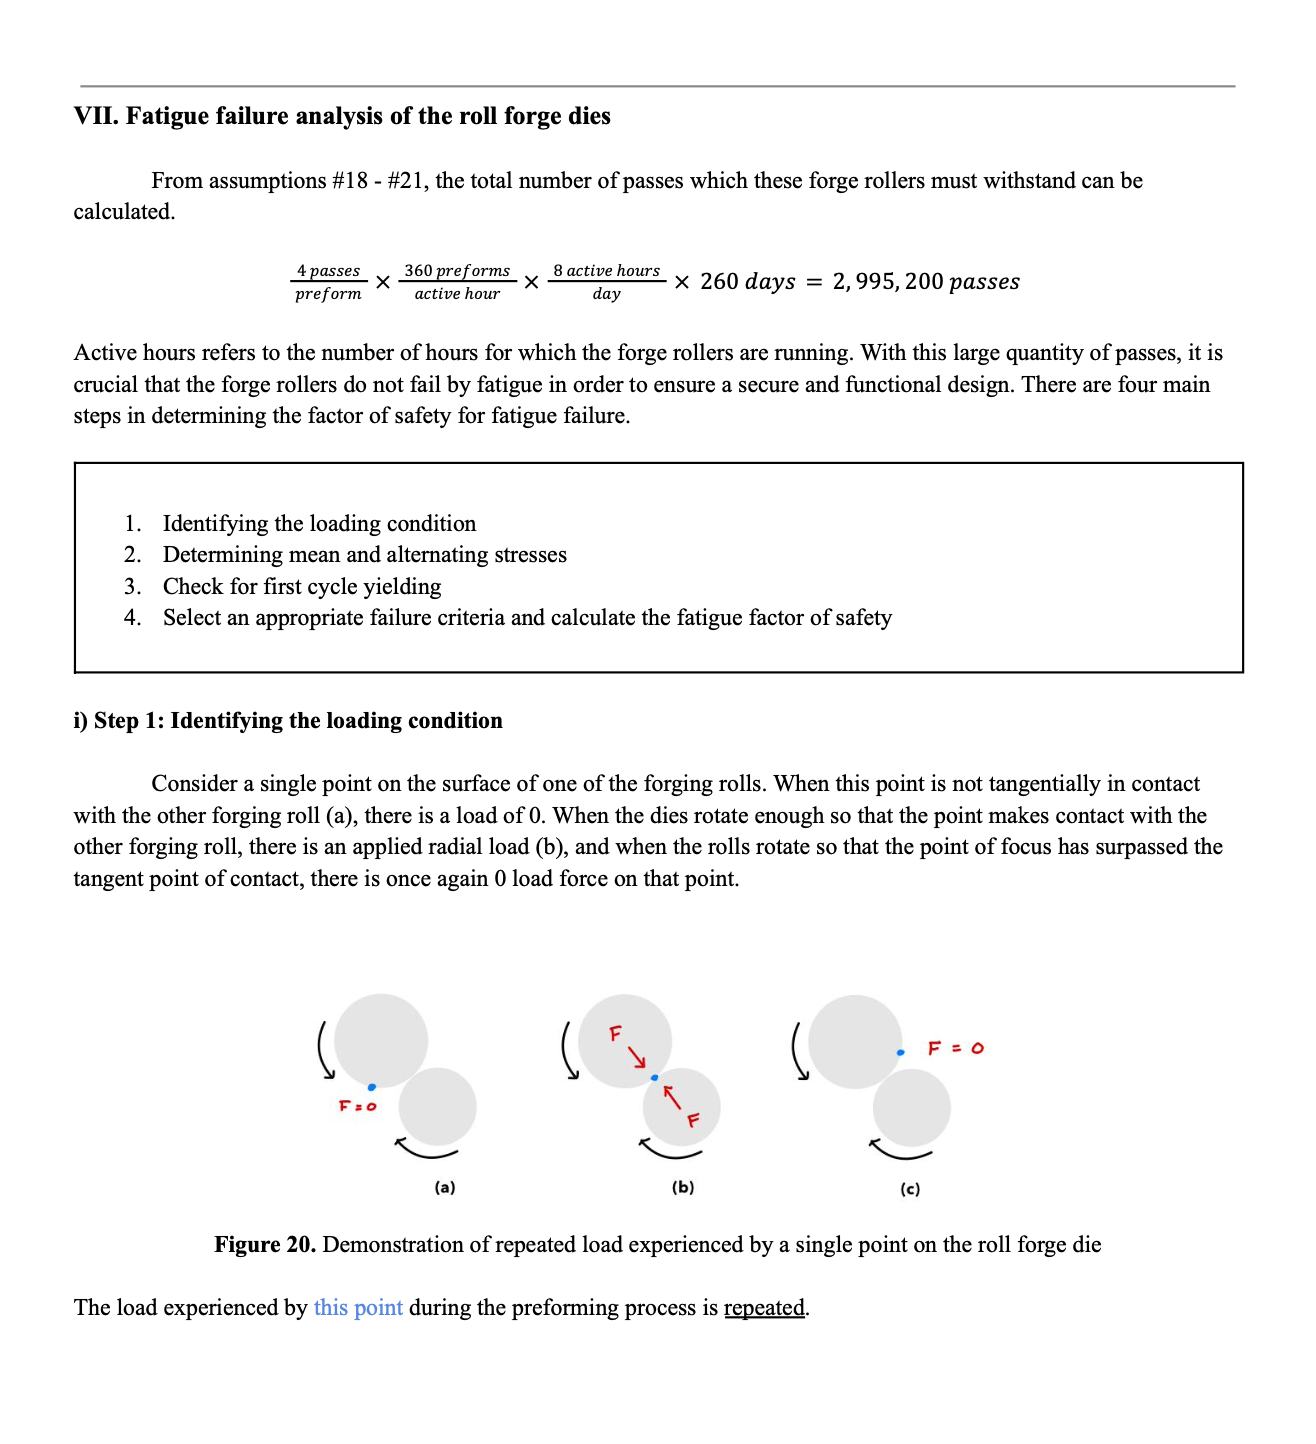 VII. Fatigue failure analysis of the roll forge dies
From assumptions #18 - #21, the total number of passes which these forge rollers must withstand can be
calculated.
4 passes/preform × 360 preforms/active hour × 8 active hours/day × 260 days = 2,995,200 passes
Active hours refers to the number of hours for which the forge rollers are running. With this large quantity of passes, it is
crucial that the forge rollers do not fail by fatigue in order to ensure a secure and functional design. There are four main
steps in determining the factor of safety for fatigue failure.
1. Identifying the loading condition
2. Determining mean and alternating stresses
3. Check for first cycle yielding
4. Select an appropriate failure criteria and calculate the fatigue factor of safety
i) Step 1: Identifying the loading condition
Consider a single point on the surface of one of the forging rolls. When this point is not tangentially in contact
with the other forging roll (a), there is a load of 0. When the dies rotate enough so that the point makes contact with the
other forging roll, there is an applied radial load (b), and when the rolls rotate so that the point of focus has surpassed the
tangent point of contact, there is once again 0 load force on that point.
F=0
(a)
F
F
(b)
F = 0
(c)
Figure 20. Demonstration of repeated load experienced by a single point on the roll forge die
The load experienced by this point during the preforming process is repeated.